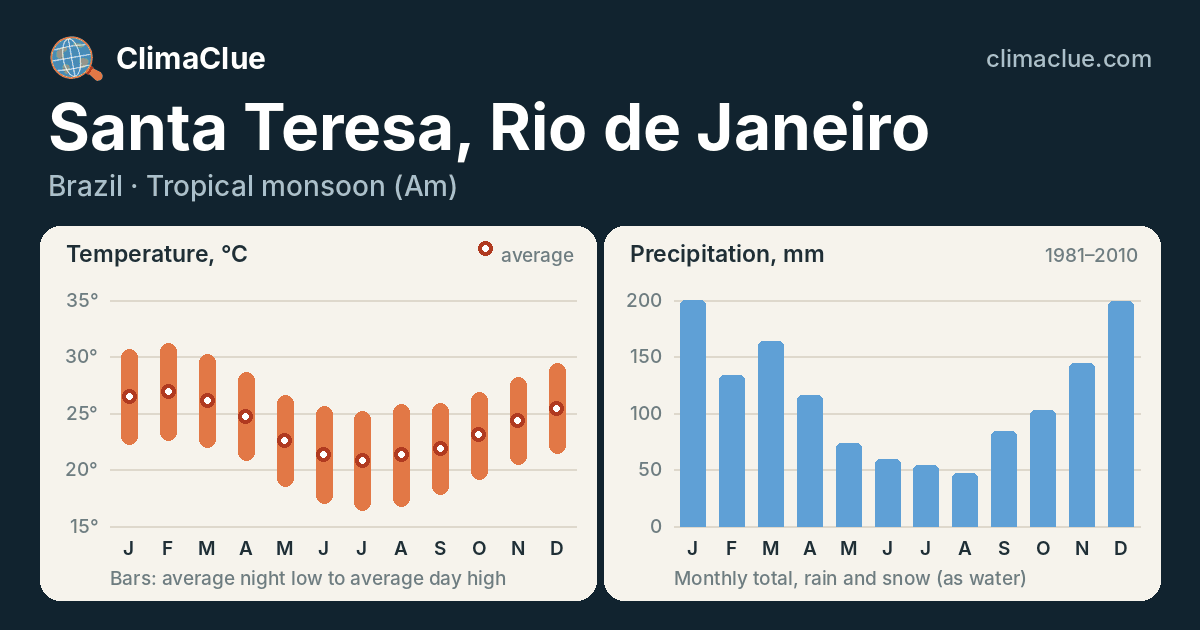 ClimaClue
climaclue.com
Santa Teresa, Rio de Janeiro
Brazil · Tropical monsoon (Am)
Temperature, °C
average
35°
30°
25°
20°
15°
J F M A M J J A S O N D
Bars: average night low to average day high
Precipitation, mm
1981–2010
200
150
100
50
0
J F M A M J J A S O N D
Monthly total, rain and snow (as water)